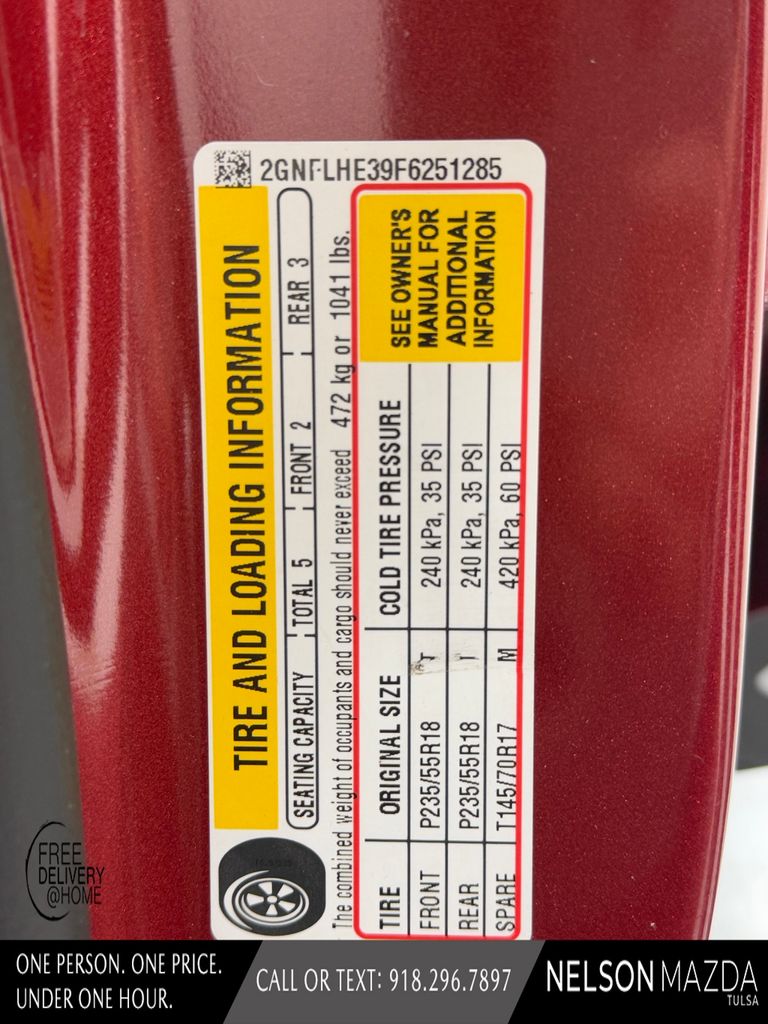 2GNFLHE39F6251285
TIRE AND LOADING INFORMATION
SEATING CAPACITY TOTAL 5 FRONT 2 REAR 3
The combined weight of occupants and cargo should never exceed 472 kg or 1041 lbs.
TIRE ORIGINAL SIZE COLD TIRE PRESSURE
FRONT P235/55R18 T 240 kPa, 35 PSI
REAR P235/55R18 T 240 kPa, 35 PSI
SPARE T145/70R17 M 420 kPa, 60 PSI
SEE OWNER'S
MANUAL FOR
ADDITIONAL
INFORMATION
FREE
DELIVERY
@HOME
ONE PERSON. ONE PRICE.
UNDER ONE HOUR.
CALL OR TEXT: 918.296.7897
NELSON MAZDA
TULSA